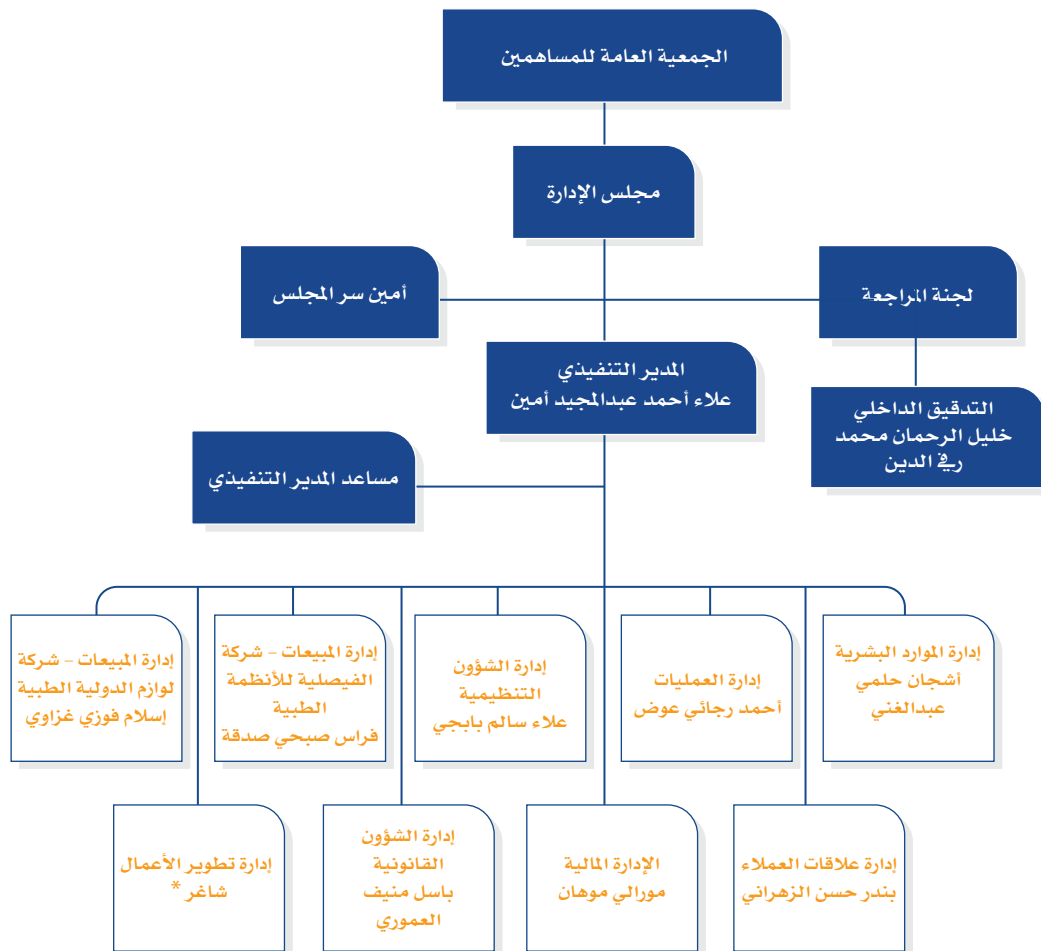 الجمعية العامة للمساهمين
مجلس الإدارة
لجنة المراجعة
أمين سر المجلس
المدير التنفيذي
علاء أحمد عبدالمجيد أمين
التدقيق الداخلي
خليل الرحمان محمد
رفي الدين
مساعد المدير التنفيذي
إدارة الموارد البشرية
أشجان حلمي
عبدالغني
إدارة العمليات
أحمد رجائي عوض
إدارة الشؤون
التنظيمية
علاء سالم بابجي
إدارة المبيعات – شركة
الفيصلية للأنظمة
الطبية
فراس صبحي صدقة
إدارة المبيعات – شركة
لوازم الدولية الطبية
إسلام فوزي غزاوي
إدارة علاقات العملاء
بندر حسن الزهراني
الإدارة المالية
مورالي موهان
إدارة الشؤون
القانونية
باسل منيف
العموري
إدارة تطوير الأعمال
شاغر *